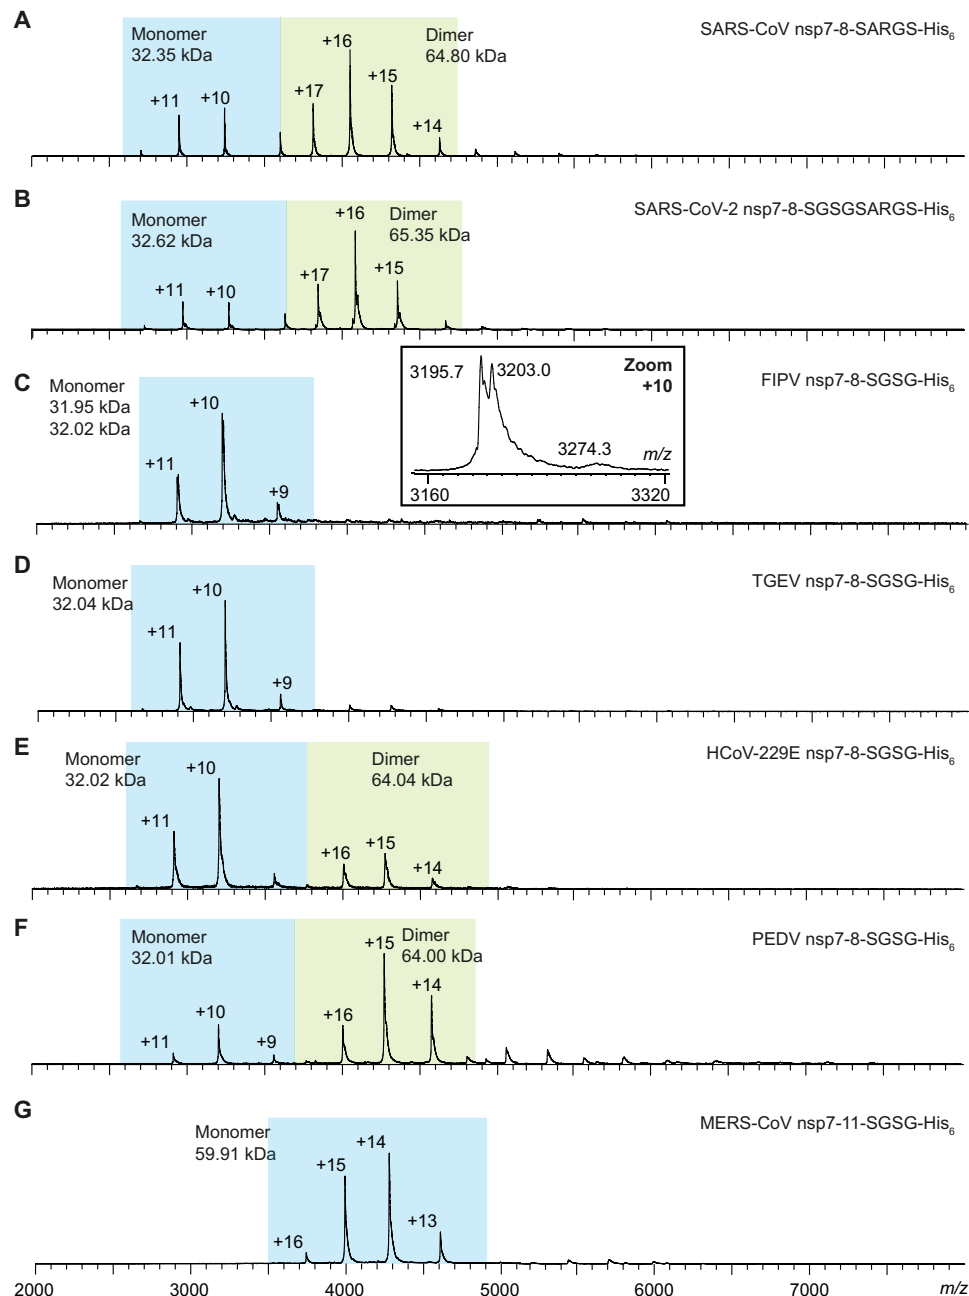 A
Monomer
32.35 kDa
Dimer
64.80 kDa
SARS-CoV nsp7-8-SARGS-His6
+11
+10
+17
+16
+15
+14
B
Monomer
32.62 kDa
Dimer
65.35 kDa
SARS-CoV-2 nsp7-8-SGSGSARGS-His6
+11
+10
+17
+16
+15
C
Monomer
31.95 kDa
32.02 kDa
FIPV nsp7-8-SGSG-His6
+11
+10
+9
3195.7
3203.0
Zoom
+10
3274.3
m/z
3160
3320
D
Monomer
32.04 kDa
TGEV nsp7-8-SGSG-His6
+11
+10
+9
E
Monomer
32.02 kDa
Dimer
64.04 kDa
HCoV-229E nsp7-8-SGSG-His6
+11
+10
+16
+15
+14
F
Monomer
32.01 kDa
Dimer
64.00 kDa
PEDV nsp7-8-SGSG-His6
+11
+10
+9
+16
+15
+14
G
Monomer
59.91 kDa
MERS-CoV nsp7-11-SGSG-His6
+16
+15
+14
+13
2000 3000 4000 5000 6000 7000 m/z